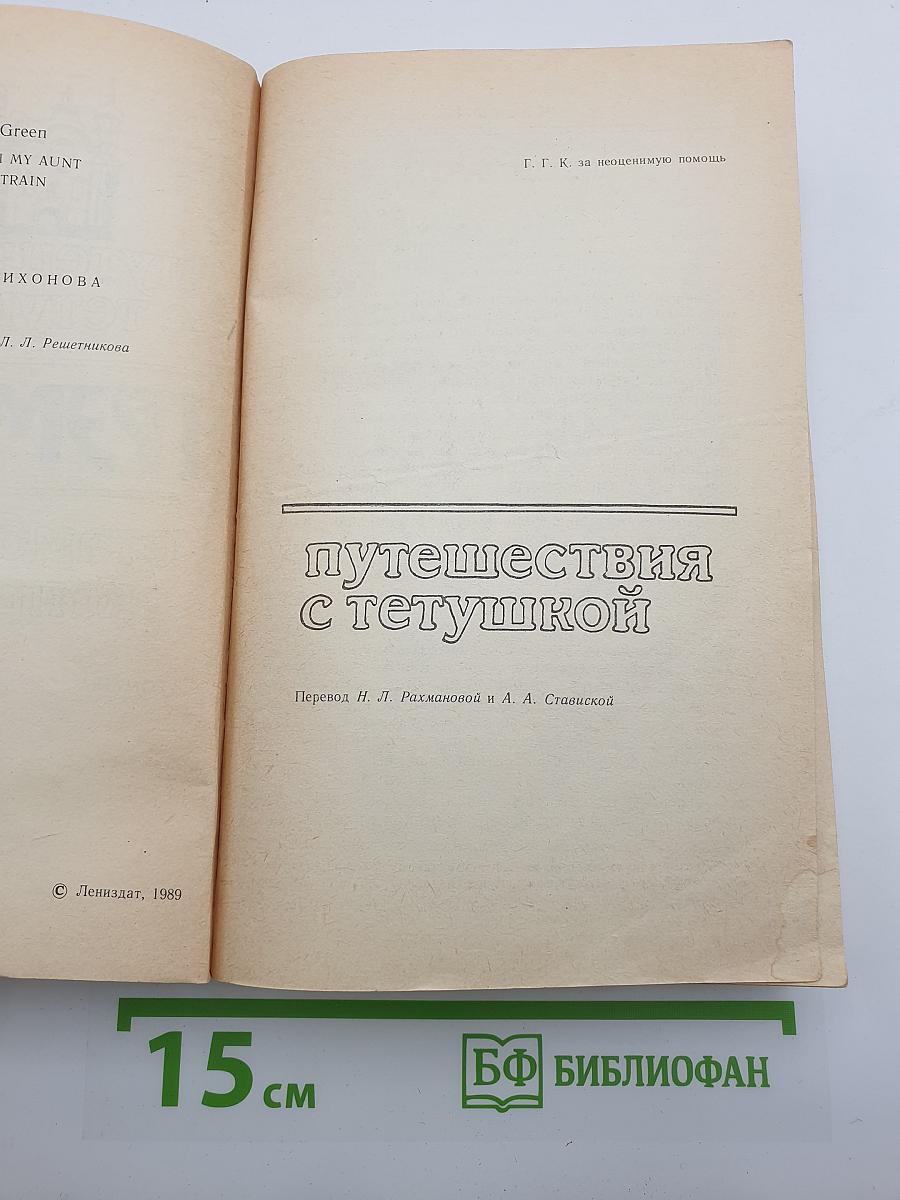 Green
MY AUNT
TRAIN
ИХОНОВА
Л. Л. Решетникова
© Лениздат, 1989
Г. Г. К. за неоценимую помощь
путешествия
с тетушкой
Перевод Н. Л. Рахмановой и А. А. Ставиской
15 см
БФ БИБЛИОФАН